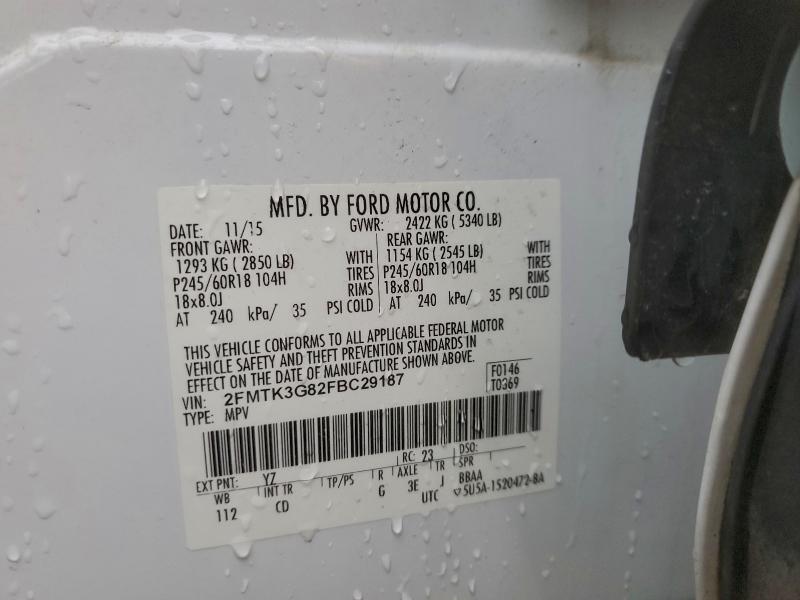 MFD. BY FORD MOTOR CO.
DATE: 11/15 GVWR: 2422 KG ( 5340 LB)
FRONT GAWR: REAR GAWR:
1293 KG ( 2850 LB) WITH 1154 KG ( 2545 LB) WITH
P245/60R18 104H TIRES P245/60R18 104H TIRES
18x8.0J RIMS 18x8.0J RIMS
AT 240 kPa/ 35 PSI COLD AT 240 kPa/ 35 PSI COLD
THIS VEHICLE CONFORMS TO ALL APPLICABLE FEDERAL MOTOR
VEHICLE SAFETY AND THEFT PREVENTION STANDARDS IN
EFFECT ON THE DATE OF MANUFACTURE SHOWN ABOVE.
VIN: 2FMTK3G82FBC29187 F0146
TYPE: MPV T0369
EXT PNT: YZ RC: 23 DSO:
WB INT TR TP/PS R AXLE TR SPR
112 CD G 3E J BBAA
UTC 5U5A-1520472-BA